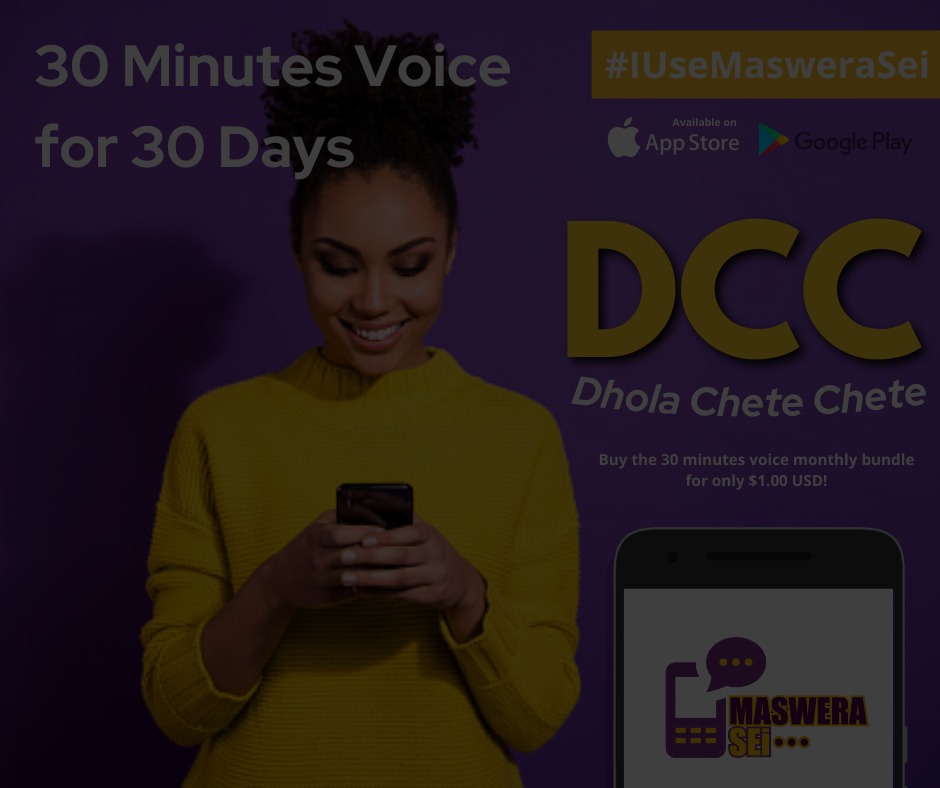 30 Minutes Voice
for 30 Days
#IUseMasweraSei
Available on
App Store
Google Play
DCC
Dhola Chete Chete
Buy the 30 minutes voice monthly bundle
for only $1.00 USD!
MASWERA
SEi